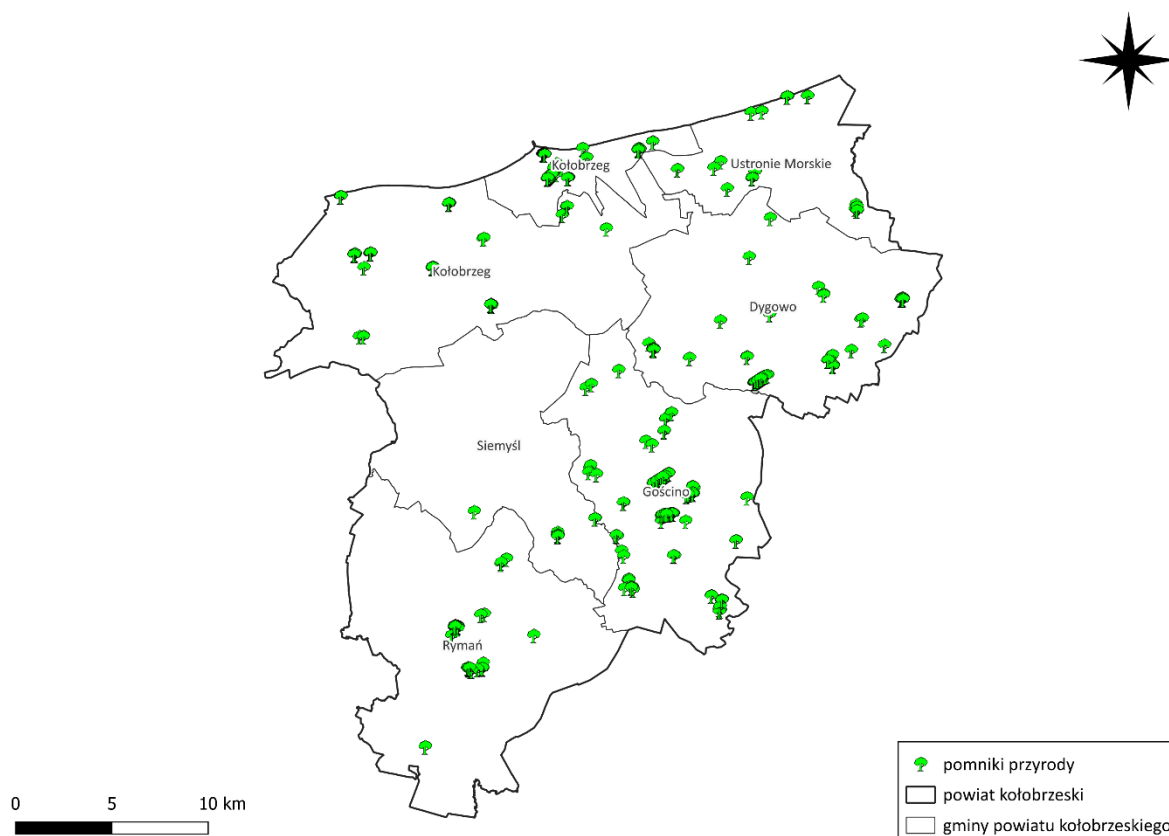 Kołobrzeg
Ustronie Morskie
Kołobrzeg
Dygowo
Siemyśl
Gościno
Rymań
pomniki przyrody
powiat kołobrzeski
gminy powiatu kołobrzeskiego
0 5 10 km